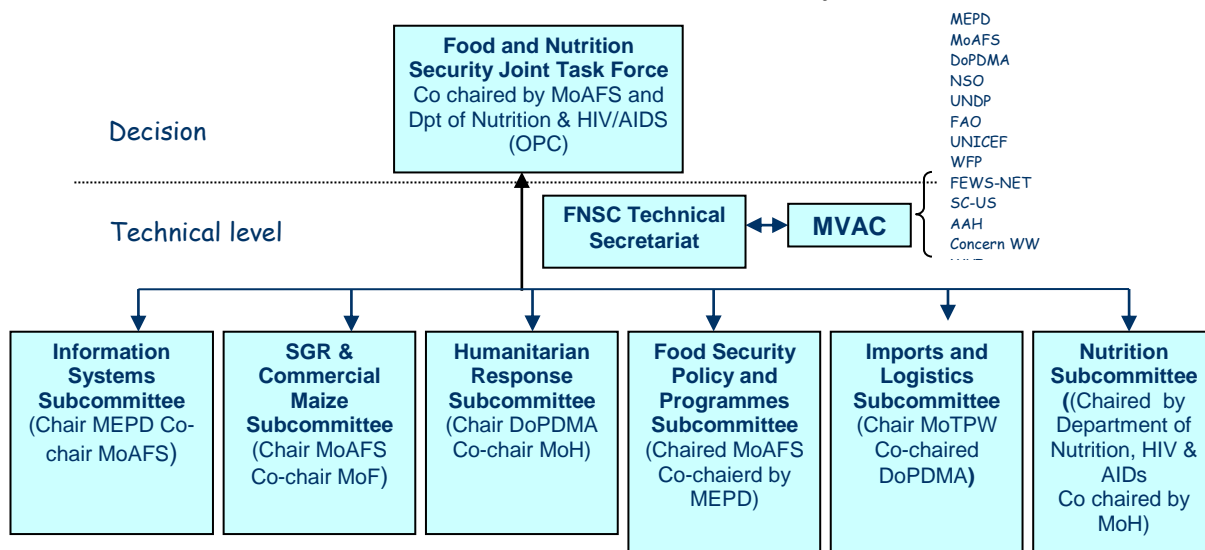 MEPD
MoAFS
DoPDMA
NSO
UNDP
FAO
UNICEF
WFP
FEWS-NET
SC-US
AAH
Concern WW
Food and Nutrition
Security Joint Task Force
Co chaired by MoAFS and
Dpt of Nutrition & HIV/AIDS
(OPC)
Decision
Technical level
FNSC Technical
Secretariat
MVAC
Information
Systems
Subcommittee
(Chair MEPD Co-
chair MoAFS)
SGR &
Commercial
Maize
Subcommittee
(Chair MoAFS
Co-chair MoF)
Humanitarian
Response
Subcommittee
(Chair DoPDMA
Co-chair MoH)
Food Security
Policy and
Programmes
Subcommittee
(Chaired MoAFS
Co-chaierd by
MEPD)
Imports and
Logistics
Subcommittee
(Chair MoTPW
Co-chaired
DoPDMA)
Nutrition
Subcommittee
((Chaired by
Department of
Nutrition, HIV &
AIDs
Co chaired by
MoH)